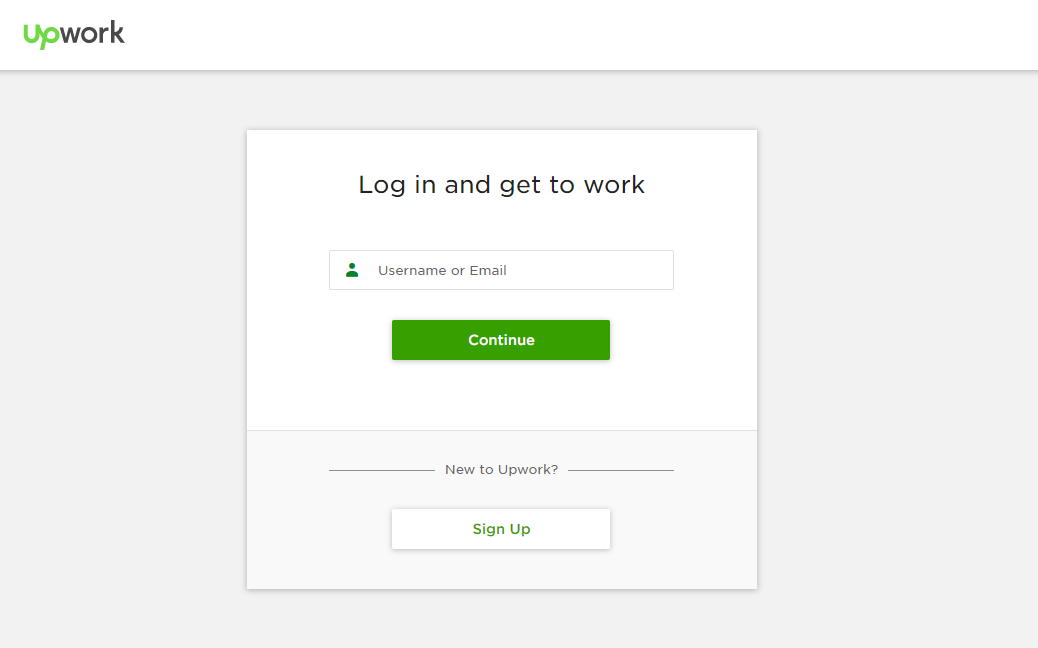 upwork
Log in and get to work
Username or Email
Continue
New to Upwork?
Sign Up